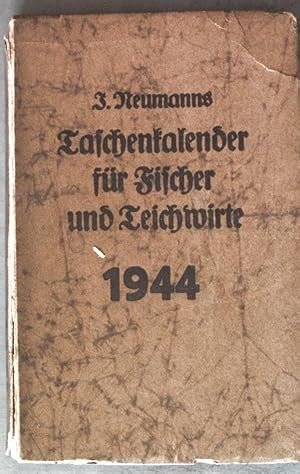 J. Neumanns
Taschenkalender
für Fischer
und Teichwirte
1944